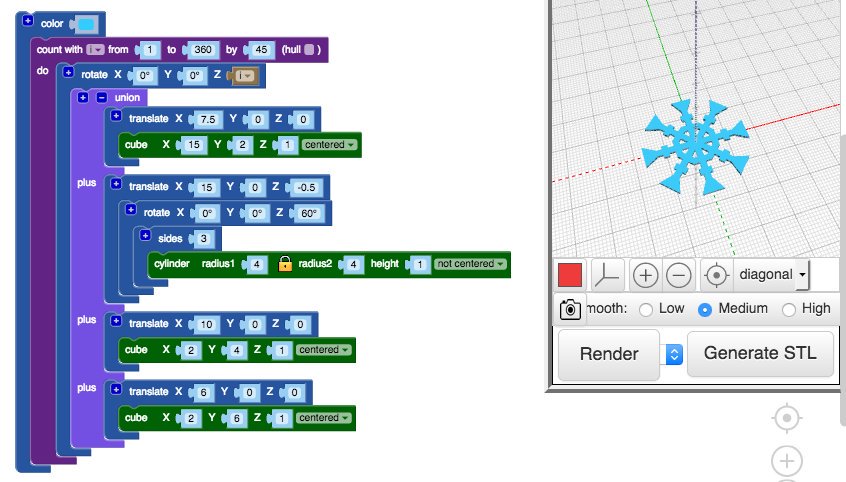 color
count with i from 1 to 360 by 45 (hull )
do rotate X 0° Y 0° Z i
union
translate X 7.5 Y 0 Z 0
cube X 15 Y 2 Z 1 centered
plus translate X 15 Y 0 Z -0.5
rotate X 0° Y 0° Z 60°
sides 3
cylinder radius1 4 radius2 4 height 1 not centered
plus translate X 10 Y 0 Z 0
cube X 2 Y 4 Z 1 centered
plus translate X 6 Y 0 Z 0
cube X 2 Y 6 Z 1 centered
diagonal
mooth: Low Medium High
Render Generate STL